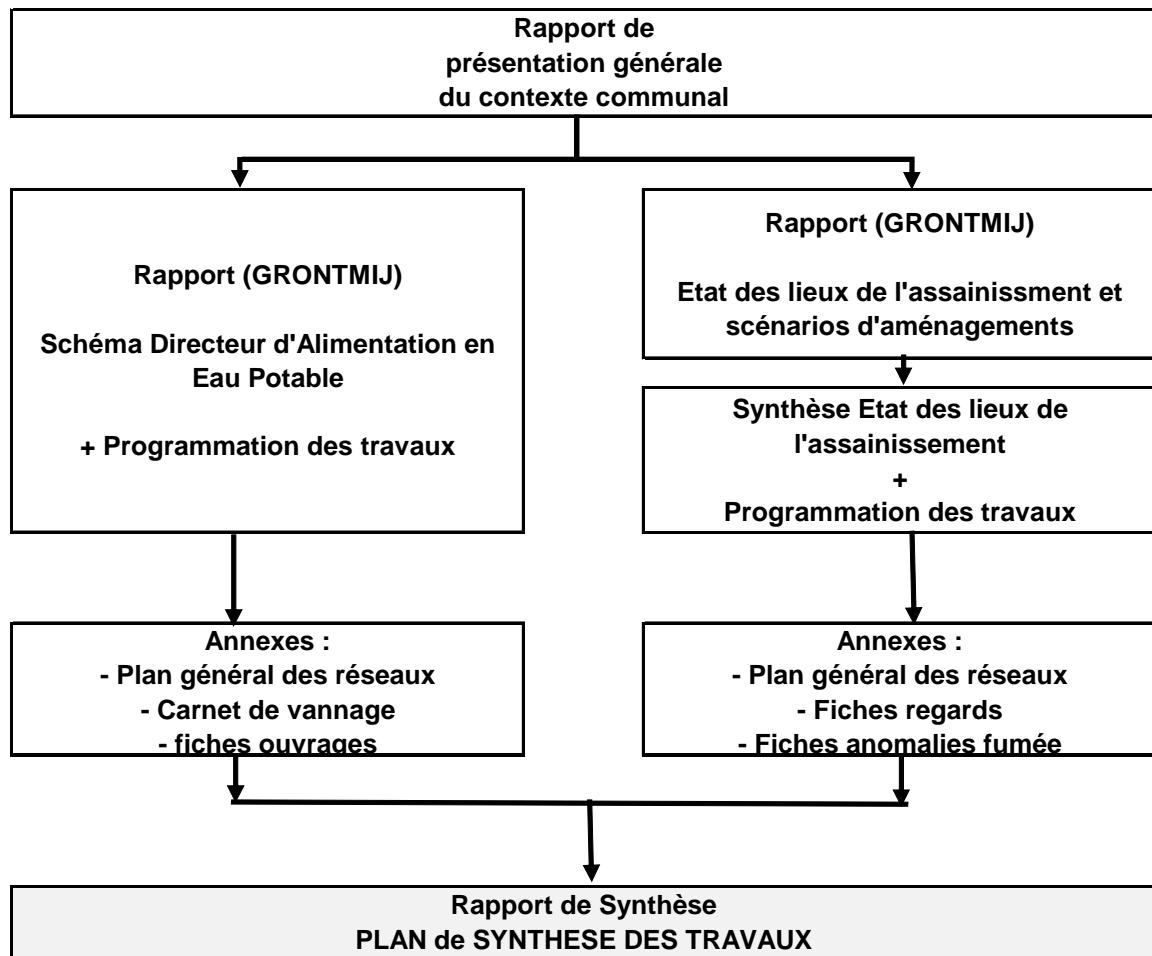 Rapport de
présentation générale
du contexte communal
Rapport (GRONTMIJ)
Schéma Directeur d'Alimentation en
Eau Potable
+ Programmation des travaux
Rapport (GRONTMIJ)
Etat des lieux de l'assainissment et
scénarios d'aménagements
Synthèse Etat des lieux de
l'assainissement
+
Programmation des travaux
Annexes :
- Plan général des réseaux
- Carnet de vannage
- fiches ouvrages
Annexes :
- Plan général des réseaux
- Fiches regards
- Fiches anomalies fumée
Rapport de Synthèse
PLAN de SYNTHESE DES TRAVAUX